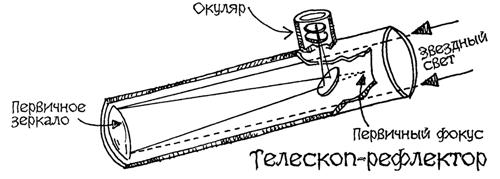 Окуляр
Звездный
свет
Первичное
зеркало
Первичный фокус
Телескоп-рефлектор